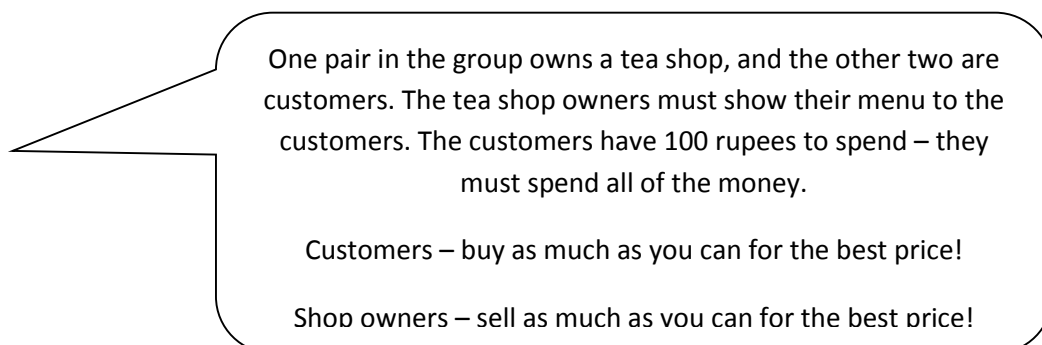 One pair in the group owns a tea shop, and the other two are
customers. The tea shop owners must show their menu to the
customers. The customers have 100 rupees to spend – they
must spend all of the money.
Customers – buy as much as you can for the best price!
Shop owners – sell as much as you can for the best price!